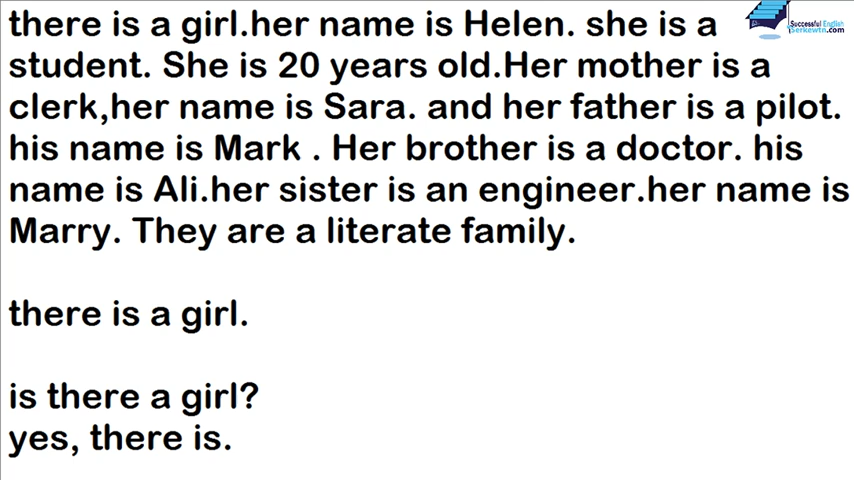 there is a girl.her name is Helen. she is a
student. She is 20 years old.Her mother is a
clerk,her name is Sara. and her father is a pilot.
his name is Mark . Her brother is a doctor. his
name is Ali.her sister is an engineer.her name is
Marry. They are a literate family.
there is a girl.
is there a girl?
yes, there is.
Successful English
Serkewtn.com